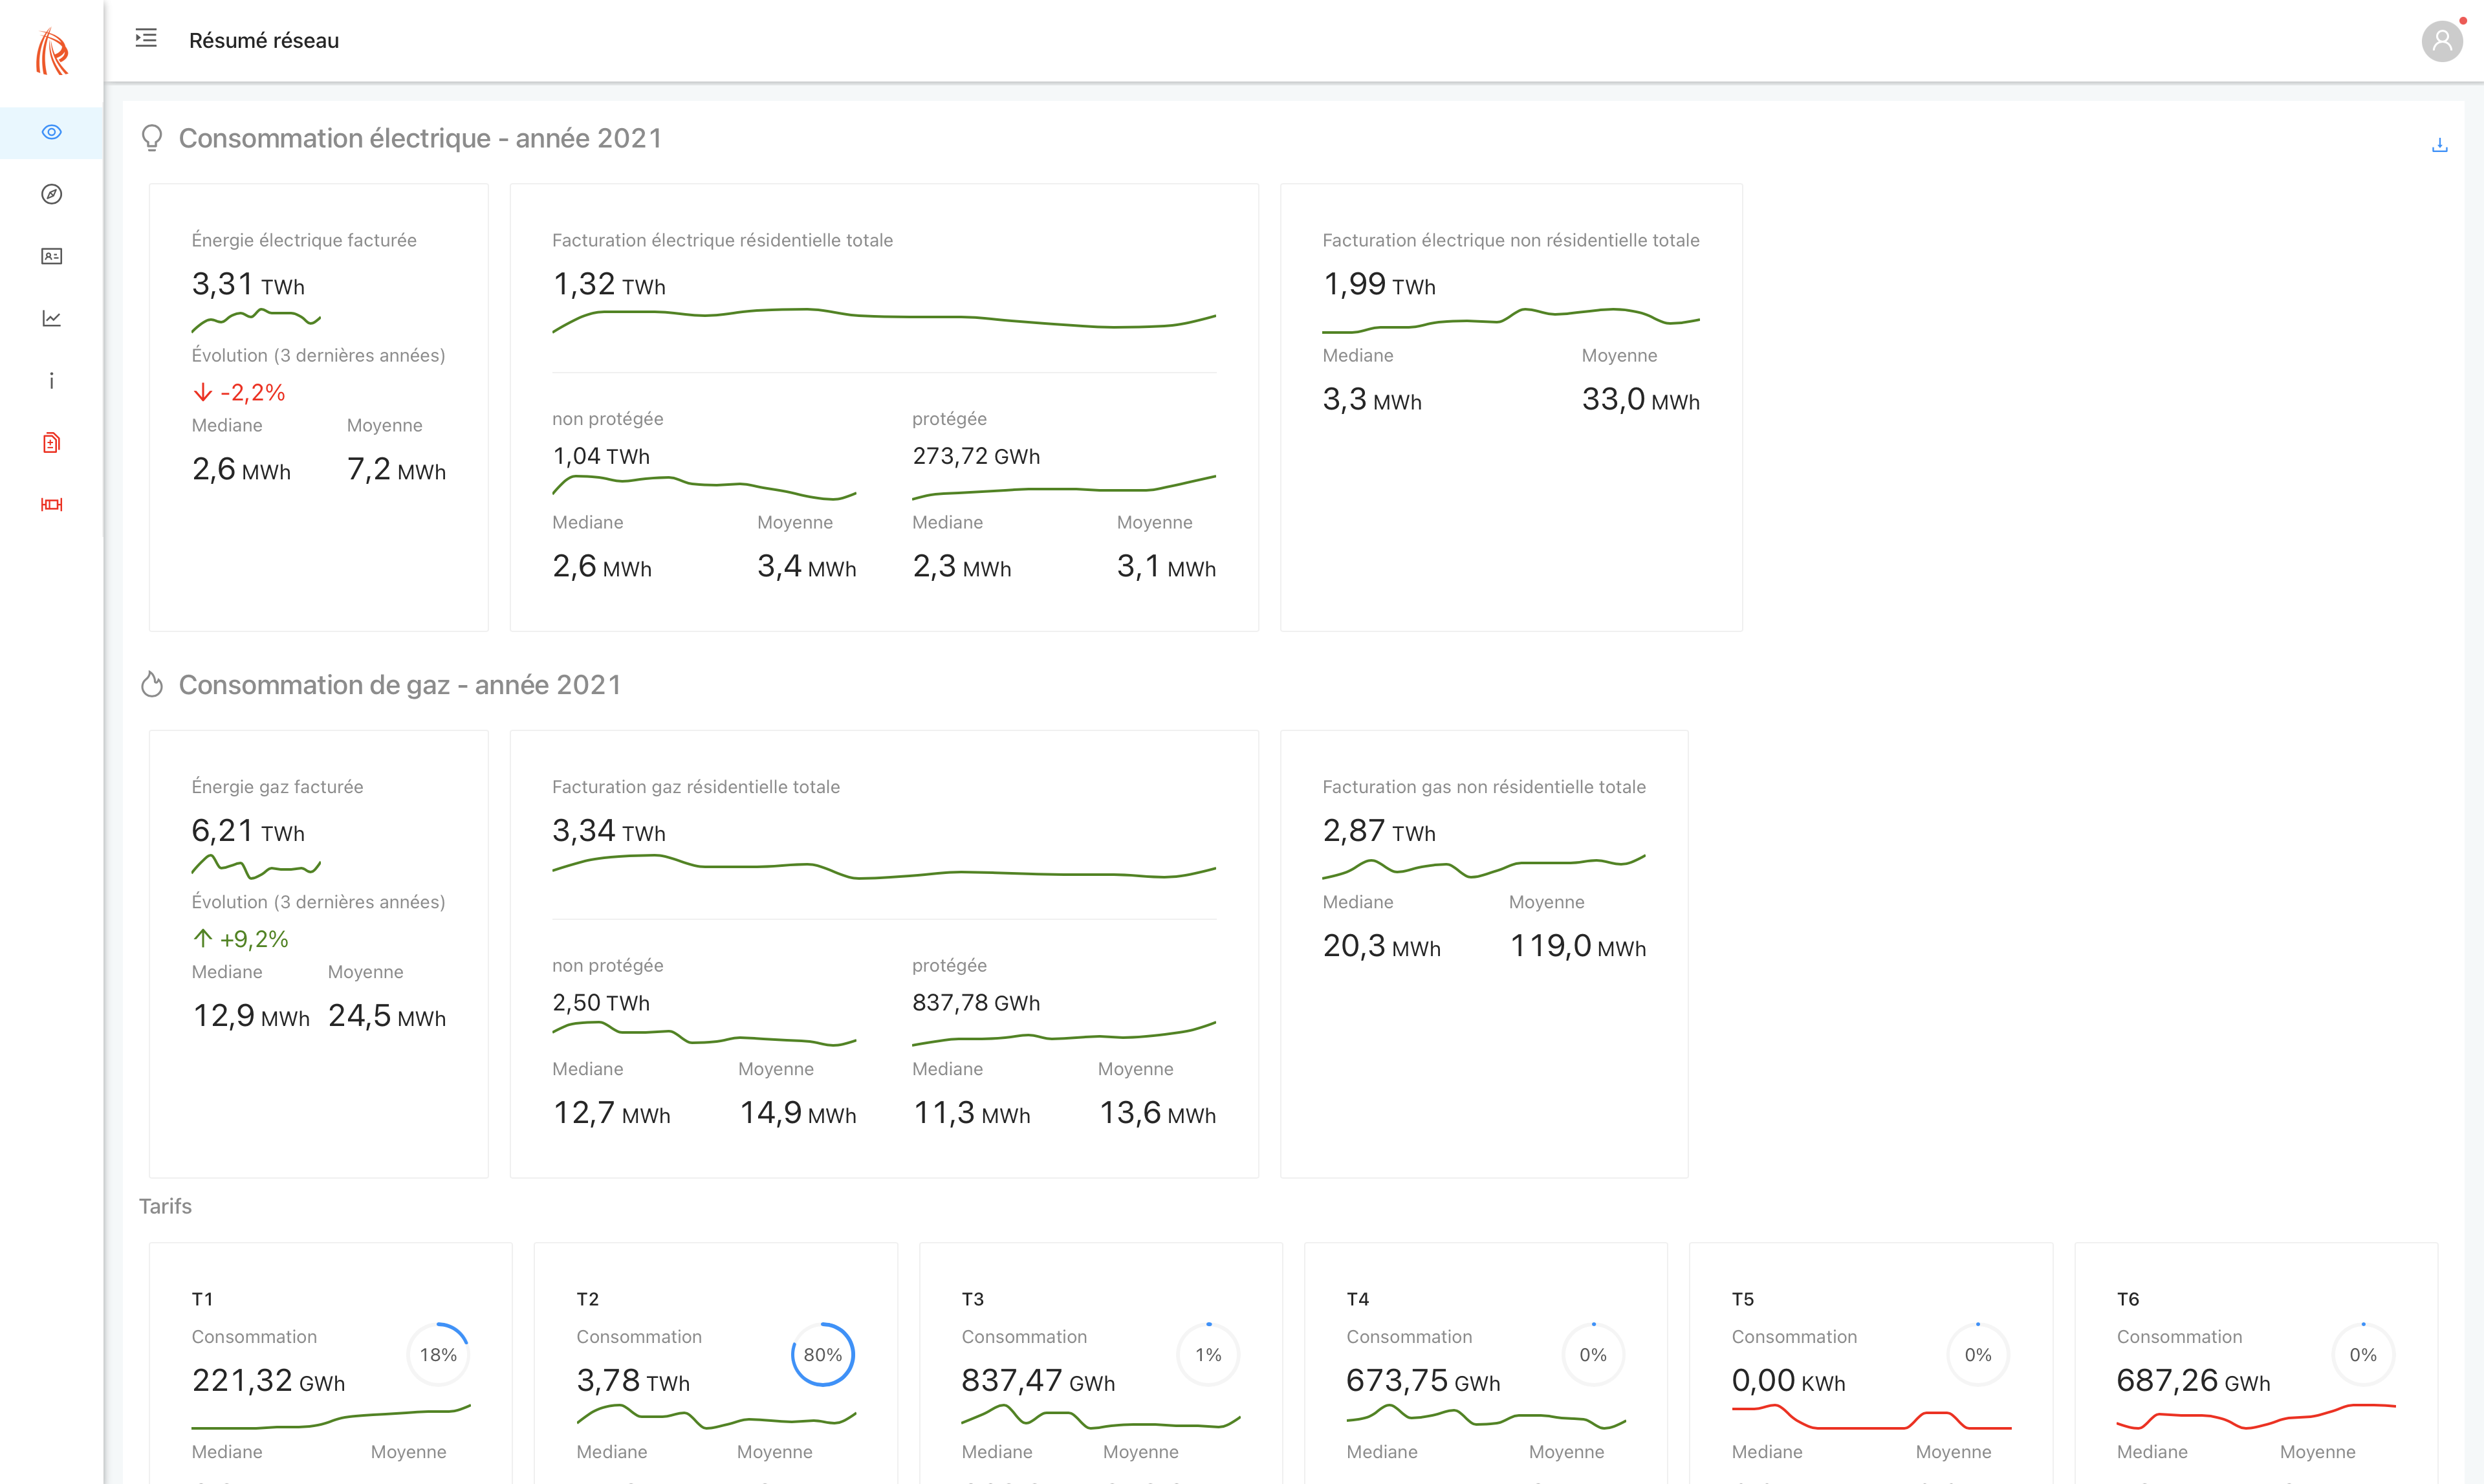 Résumé réseau
Consommation électrique - année 2021
Énergie électrique facturée
3,31 TWh
Évolution (3 dernières années)
-2,2%
Mediane Moyenne
2,6 MWh 7,2 MWh
Facturation électrique résidentielle totale
1,32 TWh
non protégée
1,04 TWh
Mediane Moyenne
2,6 MWh 3,4 MWh
protégée
273,72 GWh
Mediane Moyenne
2,3 MWh 3,1 MWh
Facturation électrique non résidentielle totale
1,99 TWh
Mediane Moyenne
3,3 MWh 33,0 MWh
Consommation de gaz - année 2021
Énergie gaz facturée
6,21 TWh
Évolution (3 dernières années)
+9,2%
Mediane Moyenne
12,9 MWh 24,5 MWh
Facturation gaz résidentielle totale
3,34 TWh
non protégée
2,50 TWh
Mediane Moyenne
12,7 MWh 14,9 MWh
protégée
837,78 GWh
Mediane Moyenne
11,3 MWh 13,6 MWh
Facturation gas non résidentielle totale
2,87 TWh
Mediane Moyenne
20,3 MWh 119,0 MWh
Tarifs
T1
Consommation
18%
221,32 GWh
Mediane Moyenne
T2
Consommation
80%
3,78 TWh
Mediane Moyenne
T3
Consommation
1%
837,47 GWh
Mediane Moyenne
T4
Consommation
0%
673,75 GWh
Mediane Moyenne
T5
Consommation
0%
0,00 KWh
Mediane Moyenne
T6
Consommation
0%
687,26 GWh
Mediane Moyenne